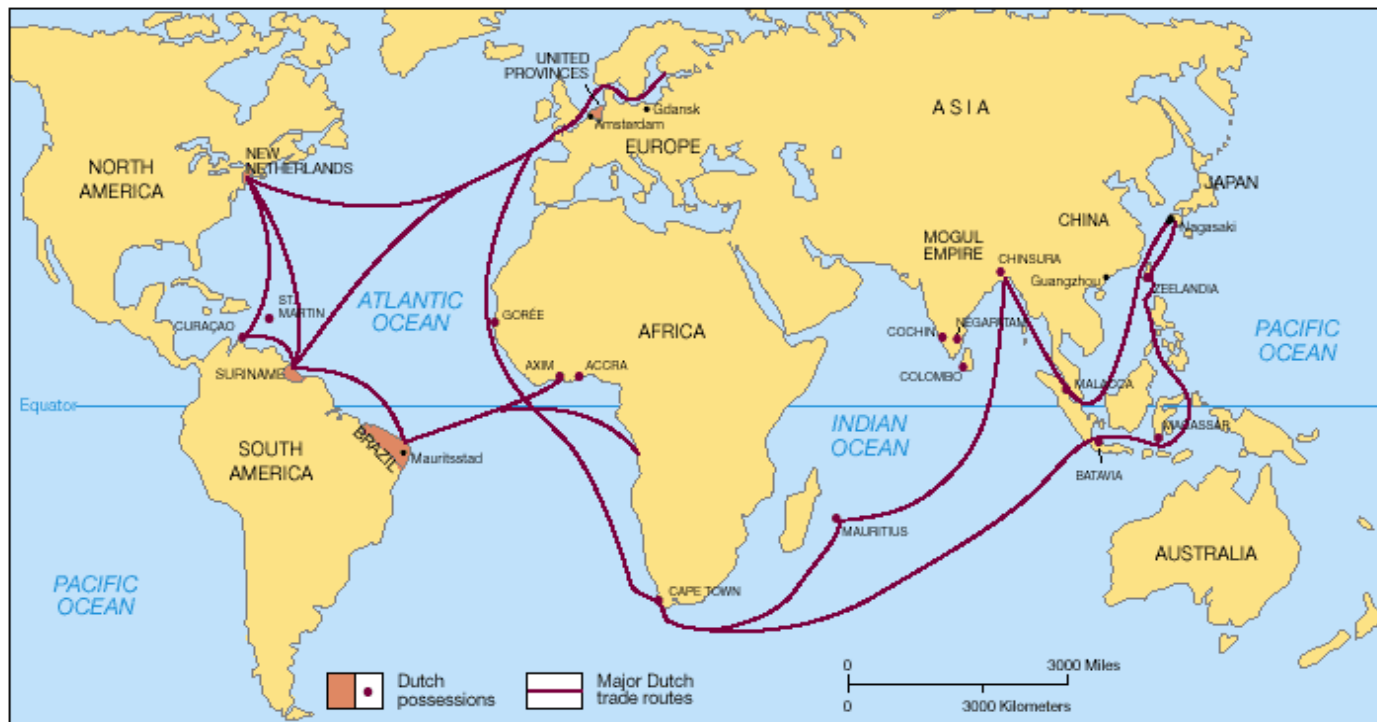 UNITED
PROVINCES
Gdansk
Amsterdam
ASIA
EUROPE
NORTH
AMERICA
NEW
NETHERLANDS
JAPAN
CHINA
Nagasaki
MOGUL
EMPIRE
CHINSURA
Guangzhou
ZEELANDIA
ST.
MARTIN
ATLANTIC
OCEAN
GORÉE
CURAÇAO
AFRICA
COCHIN
NEGAPATAM
PACIFIC
OCEAN
SURINAME
AXIM
ACCRA
COLOMBO
MALACCA
Equator
INDIAN
OCEAN
MACASSAR
BRAZIL
SOUTH
AMERICA
Mauritsstad
BATAVIA
MAURITIUS
AUSTRALIA
PACIFIC
OCEAN
CAPE TOWN
Dutch
possessions
Major Dutch
trade routes
0
3000 Miles
0
3000 Kilometers